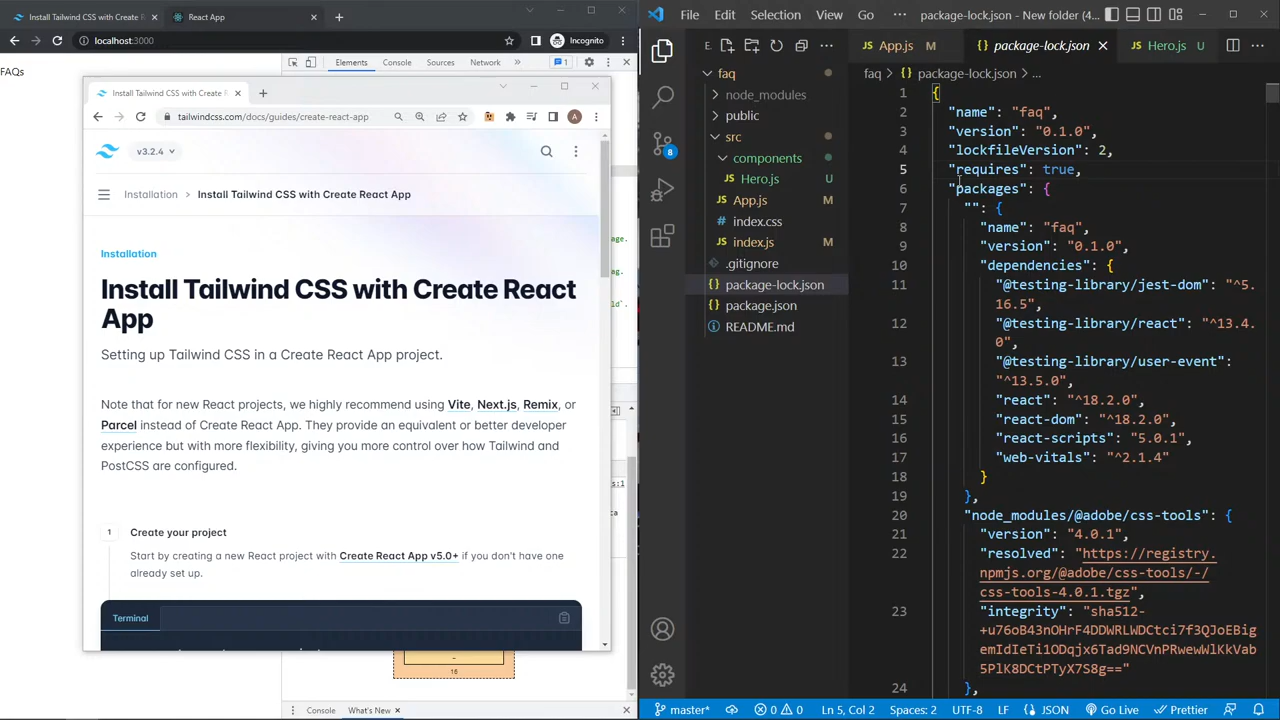 Install Tailwind CSS with Create R
React App
localhost:3000
Incognito
FAQs
Elements
Console
Sources
Network
1
Install Tailwind CSS with Create Rea
tailwindcss.com/docs/guides/create-react-app
A
v3.2.4
Installation
Install Tailwind CSS with Create React App
Installation
Install Tailwind CSS with Create React
App
Setting up Tailwind CSS in a Create React App project.
Note that for new React projects, we highly recommend using Vite, Next.js, Remix, or
Parcel instead of Create React App. They provide an equivalent or better developer
experience but with more flexibility, giving you more control over how Tailwind and
PostCSS are configured.
1
Create your project
Start by creating a new React project with Create React App v5.0+ if you don't have one
already set up.
Terminal
age.
ag.
ld`.
s:1
ca
16
Console
What's New
File
Edit
Selection
View
Go
package-lock.json - New folder (4...
E.
App.js
M
package-lock.json
Hero.js
U
faq
node_modules
public
src
components
Hero.js
U
App.js
M
index.css
index.js
M
.gitignore
package-lock.json
package.json
README.md
8
faq > {} package-lock.json > ...
1 {
2 "name": "faq",
3 "version": "0.1.0",
4 "lockfileVersion": 2,
5 "requires": true,
6 "packages": {
7 "": {
8 "name": "faq",
9 "version": "0.1.0",
10 "dependencies": {
11 "@testing-library/jest-dom": "^5.
16.5",
12 "@testing-library/react": "^13.4.
0",
13 "@testing-library/user-event":
"^13.5.0",
14 "react": "^18.2.0",
15 "react-dom": "^18.2.0",
16 "react-scripts": "5.0.1",
17 "web-vitals": "^2.1.4"
18 }
19 },
20 "node_modules/@adobe/css-tools": {
21 "version": "4.0.1",
22 "resolved": "https://registry.
npmjs.org/@adobe/css-tools/-/
css-tools-4.0.1.tgz",
23 "integrity": "sha512-
+u76oB43nOHrF4DDWRLWDCtci7f3QJoEBig
emIdIeTi1ODqjx6Tad9NCVnPRwewWlKkVab
5PlK8DCtPTyX7S8g=="
24 },
master*
0
0
Ln 5, Col 2
Spaces: 2
UTF-8
LF
{} JSON
Go Live
Prettier